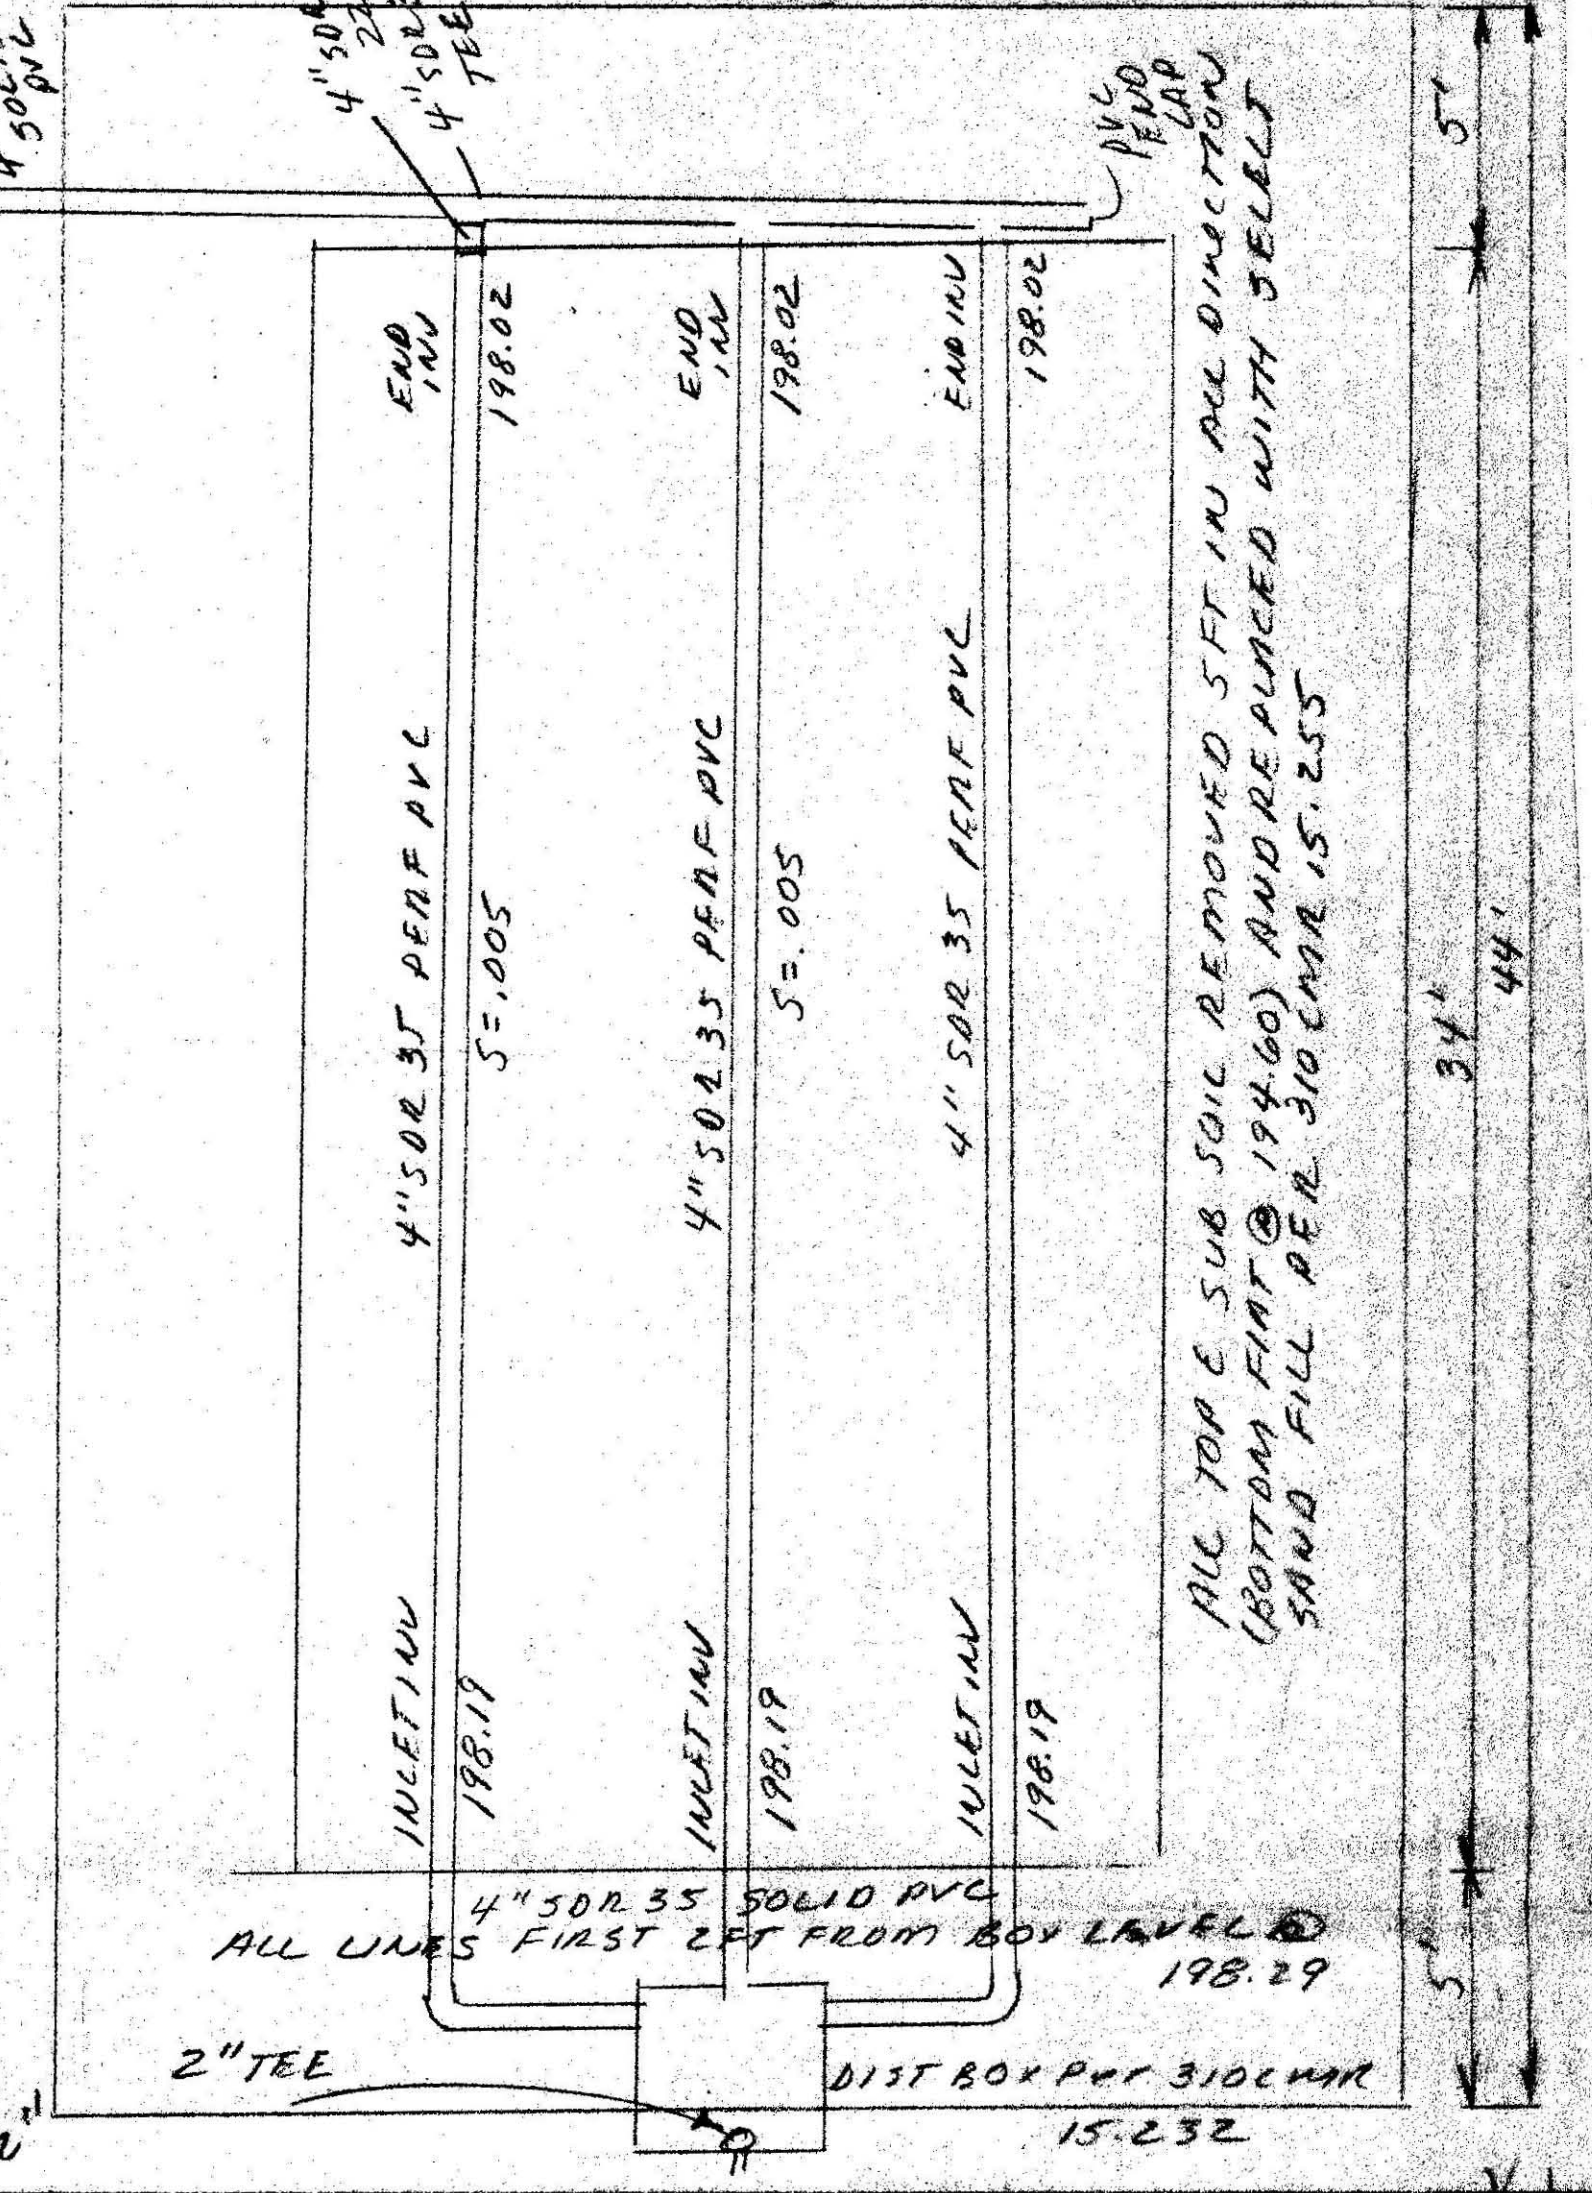 4" SOLI
PVC
4" SDR
22
4" SDR
TEE
PVC
END
CAP
END
INV
198.02
END
INV
198.02
END INV
198.02
4" SDR 35 PERF PVC
S=.005
4" SDR 35 PERF PVC
S=.005
4" SDR 35 PERF PVC
INLET INV
198.19
INLET INV
198.19
INLET INV
198.19
ALL TOP & SUB SOIL REMOVED 5 FT IN ALL DIRECTION
(BOTTOM FLAT @ 194.60) AND REPLACED WITH SELECT
SAND FILL PER 310 CMR 15.255
5'
34'
44'
5'
4" SDR 35 SOLID PVC
ALL LINES FIRST 2FT FROM BOX LEVEL @
198.29
2" TEE
DIST BOX PER 310 CMR
15.232